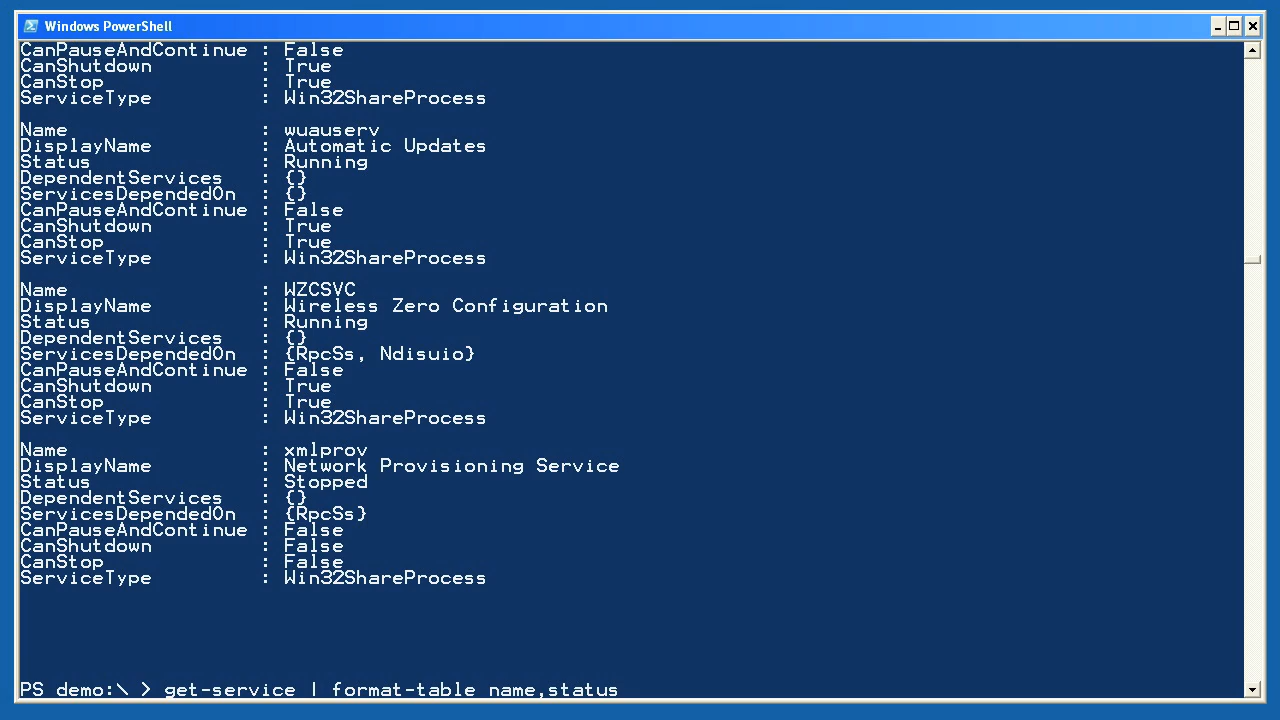 Windows PowerShell
CanPauseAndContinue : False
CanShutdown : True
CanStop : True
ServiceType : Win32ShareProcess
Name : wuauserv
DisplayName : Automatic Updates
Status : Running
DependentServices : {}
ServicesDependedOn : {}
CanPauseAndContinue : False
CanShutdown : True
CanStop : True
ServiceType : Win32ShareProcess
Name : WZCSVC
DisplayName : Wireless Zero Configuration
Status : Running
DependentServices : {}
ServicesDependedOn : {RpcSs, Ndisuio}
CanPauseAndContinue : False
CanShutdown : True
CanStop : True
ServiceType : Win32ShareProcess
Name : xmlprov
DisplayName : Network Provisioning Service
Status : Stopped
DependentServices : {}
ServicesDependedOn : {RpcSs}
CanPauseAndContinue : False
CanShutdown : False
CanStop : False
ServiceType : Win32ShareProcess
PS demo:\ > get-service | format-table name,status